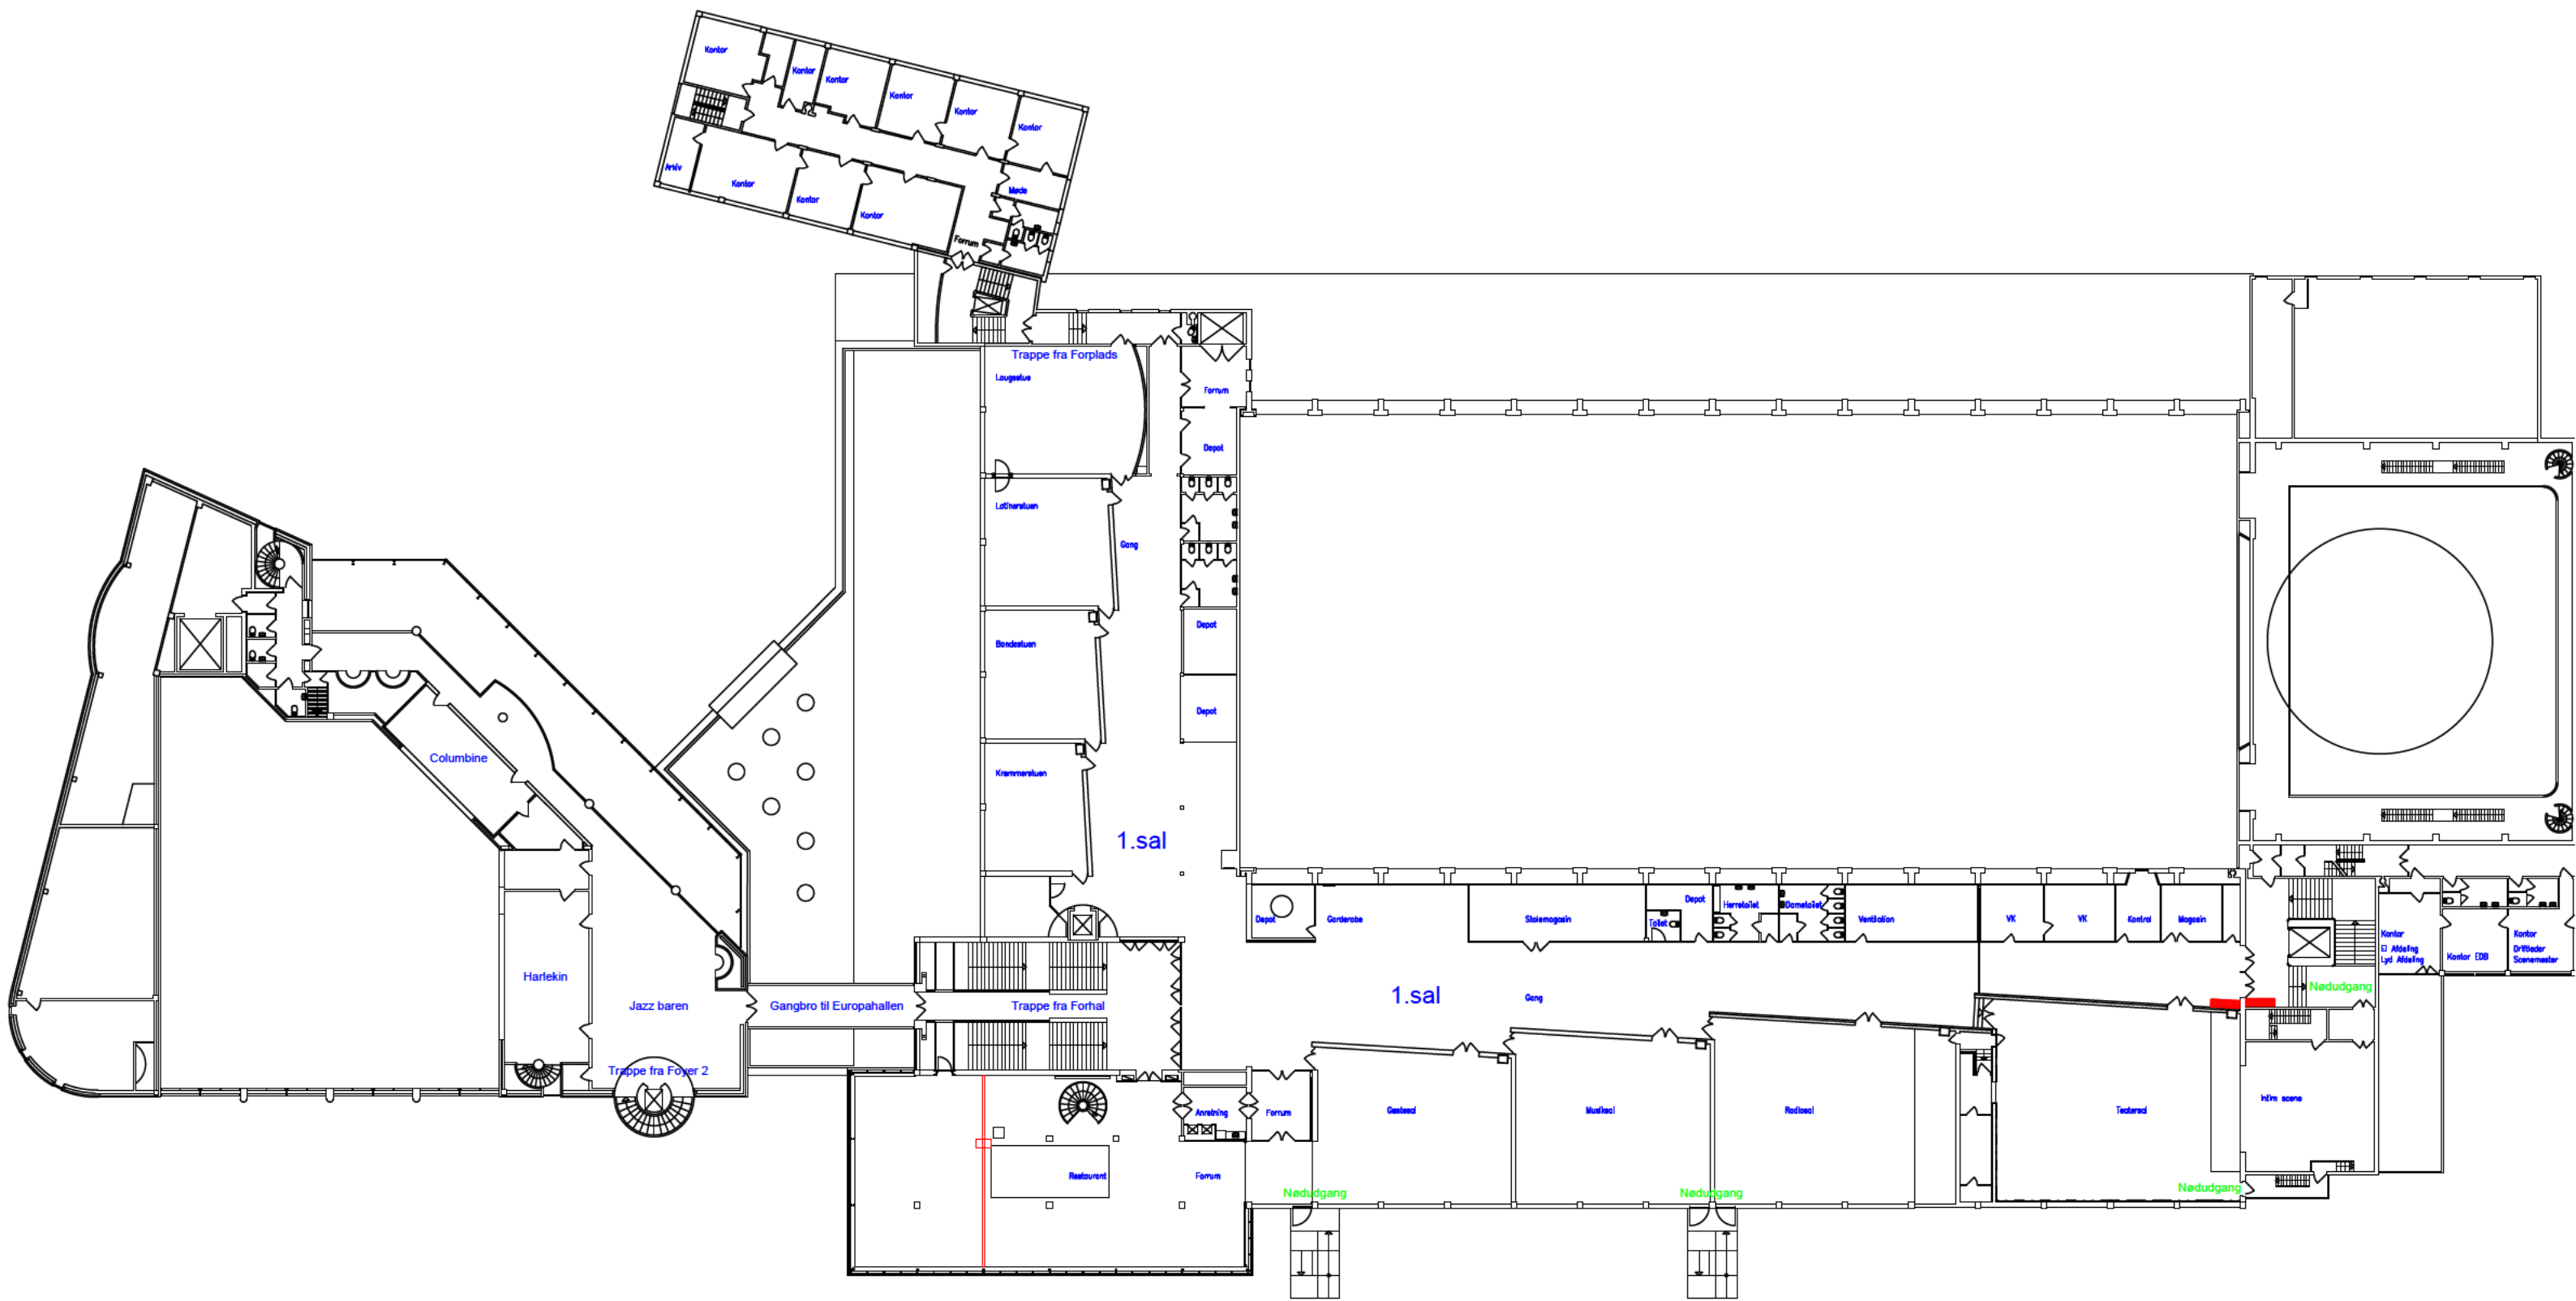 Kontor
Kontor
Kontor
Kontor
Kontor
Kontor
Arkiv
Kontor
Kontor
Kontor
Møde
Forrum
Trappe fra Forplads
Laugsstue
Forrum
Depot
Latinerstuen
Gang
Bondestuen
Depot
Depot
Kræmmerstuen
1.sal
Columbine
Harlekin
Jazz baren
Gangbro til Europahallen
Trappe fra Forhal
Trappe fra Foyer 2
Depot
Garderobe
Stolemagasin
Depot
Toilet
Herretoilet
Dametoilet
Ventilation
VK
VK
Kontrol
Magasin
1.sal
Gang
Kontor
El Afdeling
Lyd Afdeling
Kontor EDB
Kontor
Driftleder
Scenemester
Nødudgang
Anretning
Forrum
Gæstesal
Musiksal
Radiosal
Teatersal
Intim scene
Restaurant
Forrum
Nødudgang
Nødudgang
Nødudgang